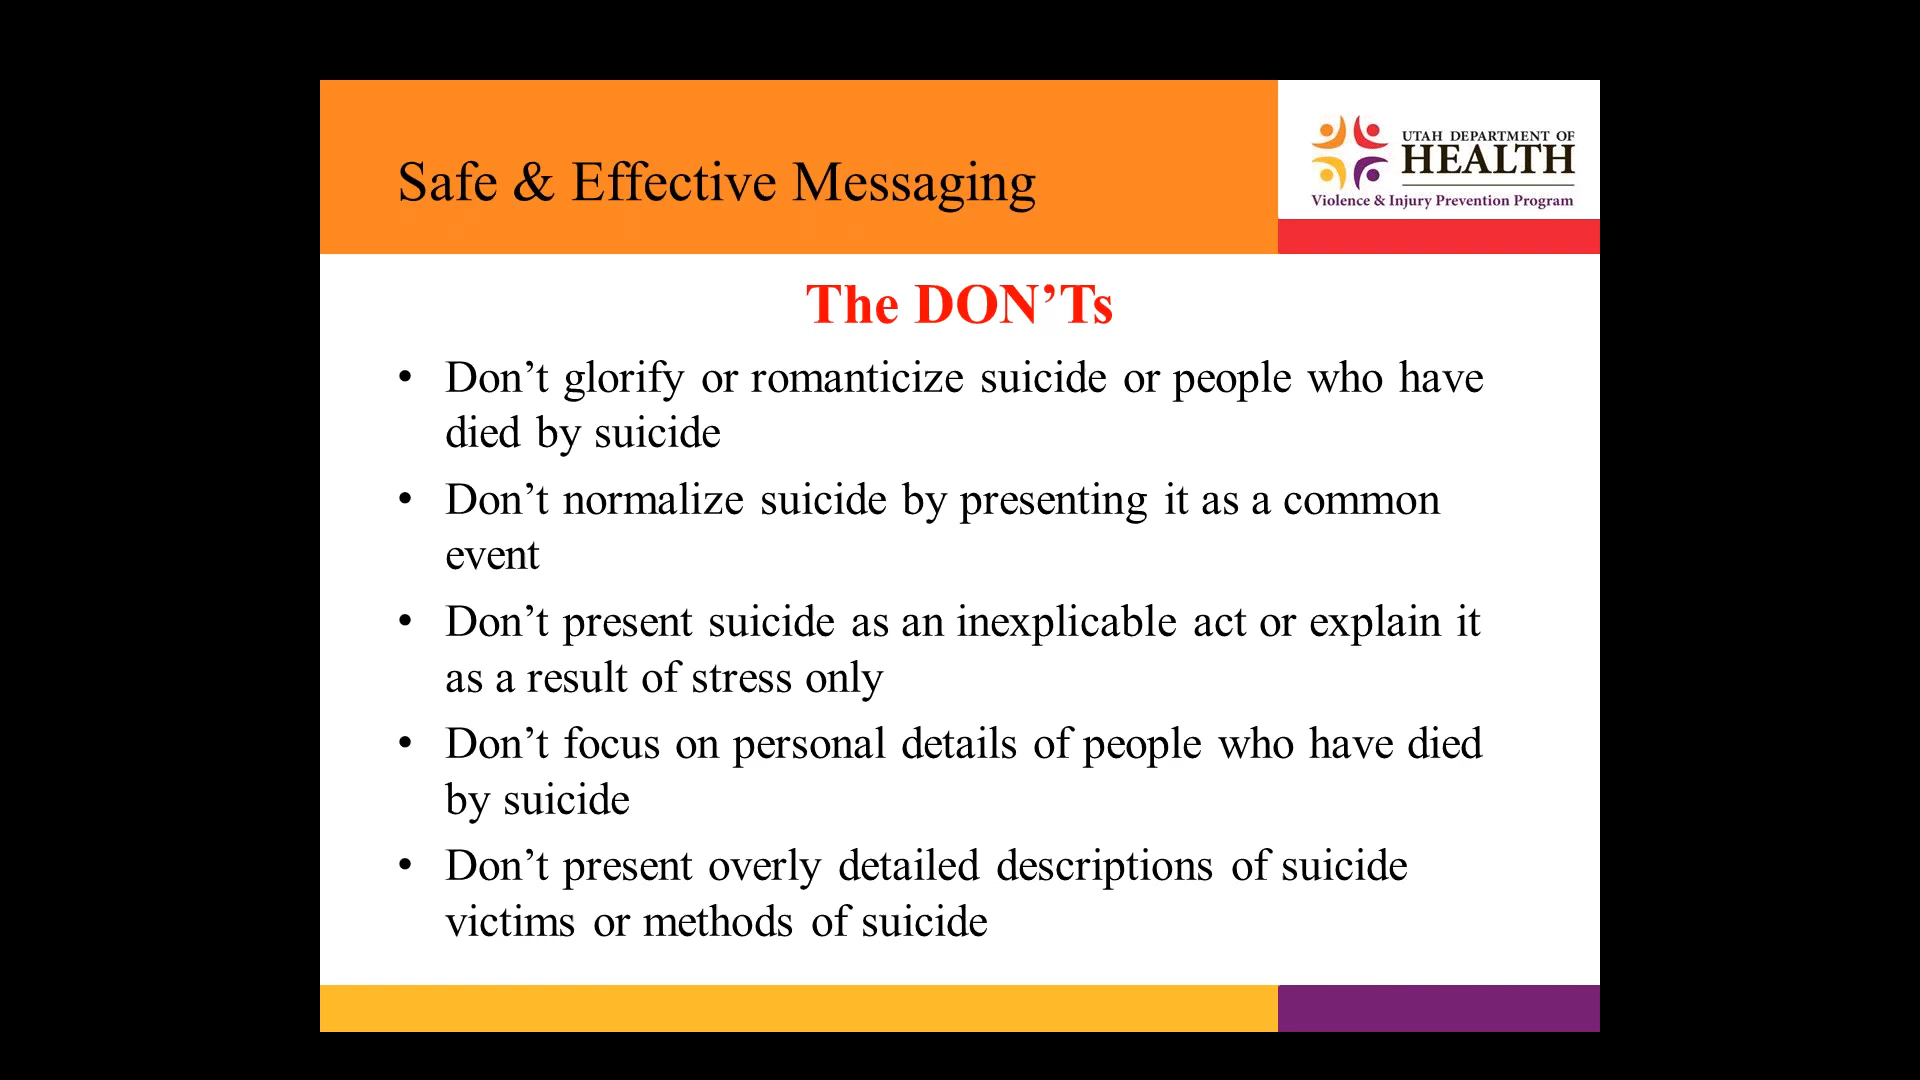 Safe & Effective Messaging
UTAH DEPARTMENT OF
HEALTH
Violence & Injury Prevention Program
The DON’Ts
• Don’t glorify or romanticize suicide or people who have
died by suicide
• Don’t normalize suicide by presenting it as a common
event
• Don’t present suicide as an inexplicable act or explain it
as a result of stress only
• Don’t focus on personal details of people who have died
by suicide
• Don’t present overly detailed descriptions of suicide
victims or methods of suicide